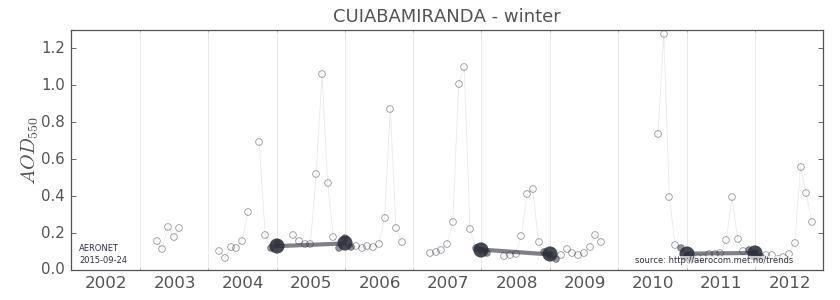 CUIABAMIRANDA - winter
AOD550
1.2
1.0
0.8
0.6
0.4
0.2
0.0
AERONET
2015-09-24
source: http://aerocom.met.no/trends
2002 2003 2004 2005 2006 2007 2008 2009 2010 2011 2012